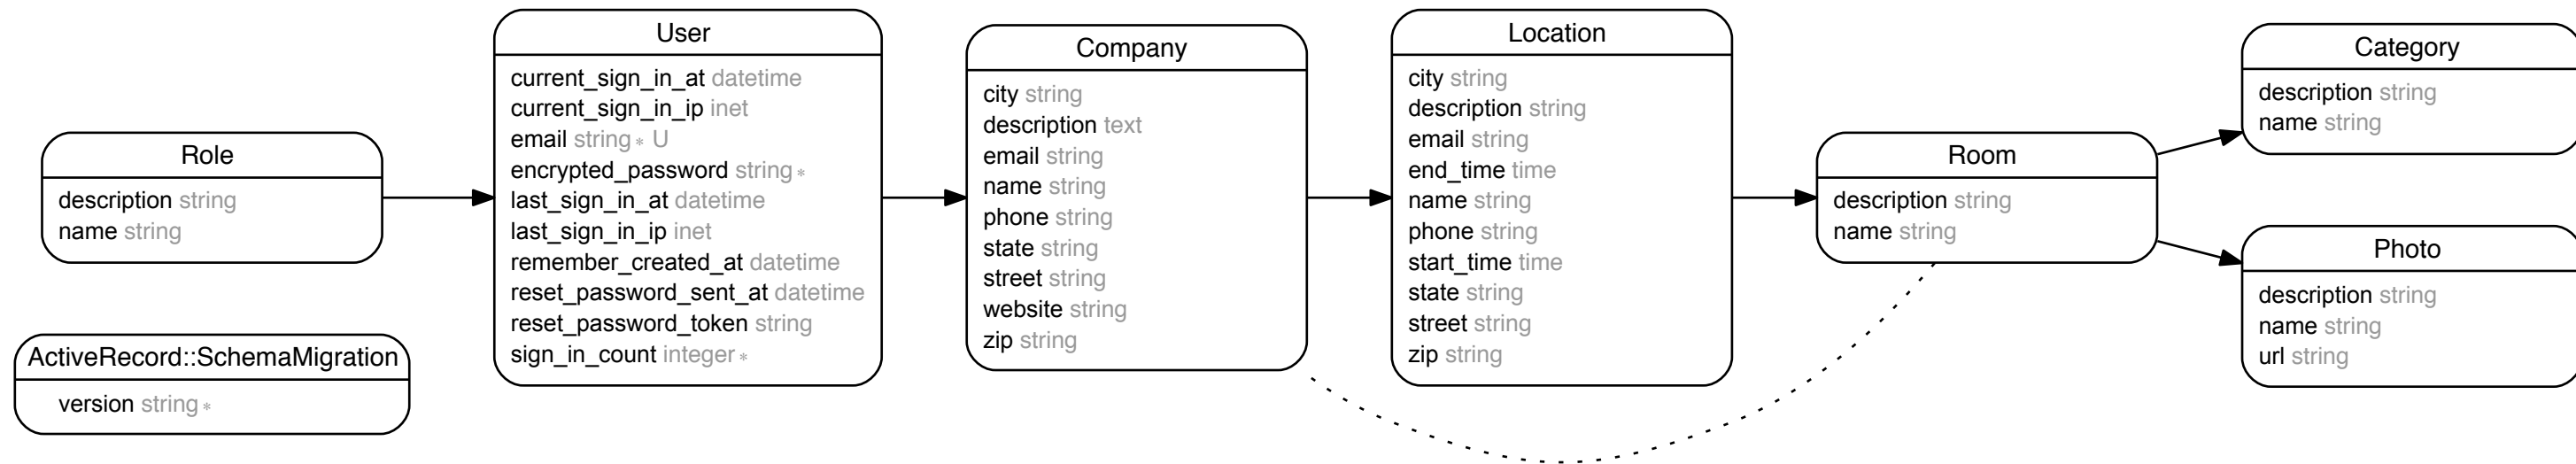 Role
description string
name string
ActiveRecord::SchemaMigration
version string *
User
current_sign_in_at datetime
current_sign_in_ip inet
email string * U
encrypted_password string *
last_sign_in_at datetime
last_sign_in_ip inet
remember_created_at datetime
reset_password_sent_at datetime
reset_password_token string
sign_in_count integer *
Company
city string
description text
email string
name string
phone string
state string
street string
website string
zip string
Location
city string
description string
email string
end_time time
name string
phone string
start_time time
state string
street string
zip string
Room
description string
name string
Category
description string
name string
Photo
description string
name string
url string